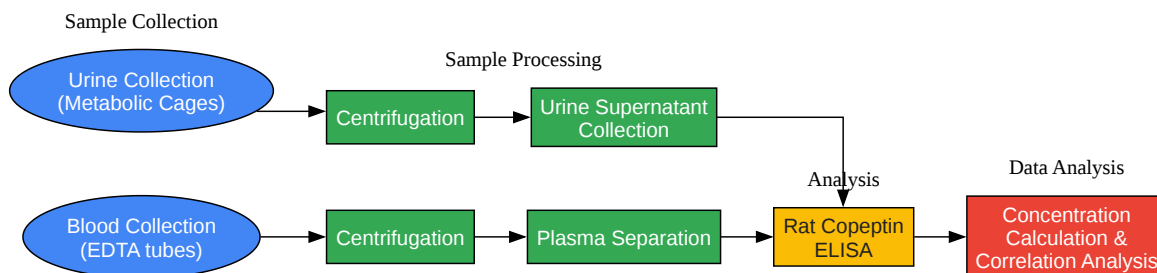 Sample Collection
Urine Collection
(Metabolic Cages)
Sample Processing
Centrifugation
Urine Supernatant
Collection
Blood Collection
(EDTA tubes)
Centrifugation
Plasma Separation
Analysis
Rat Copeptin
ELISA
Data Analysis
Concentration
Calculation &
Correlation Analysis